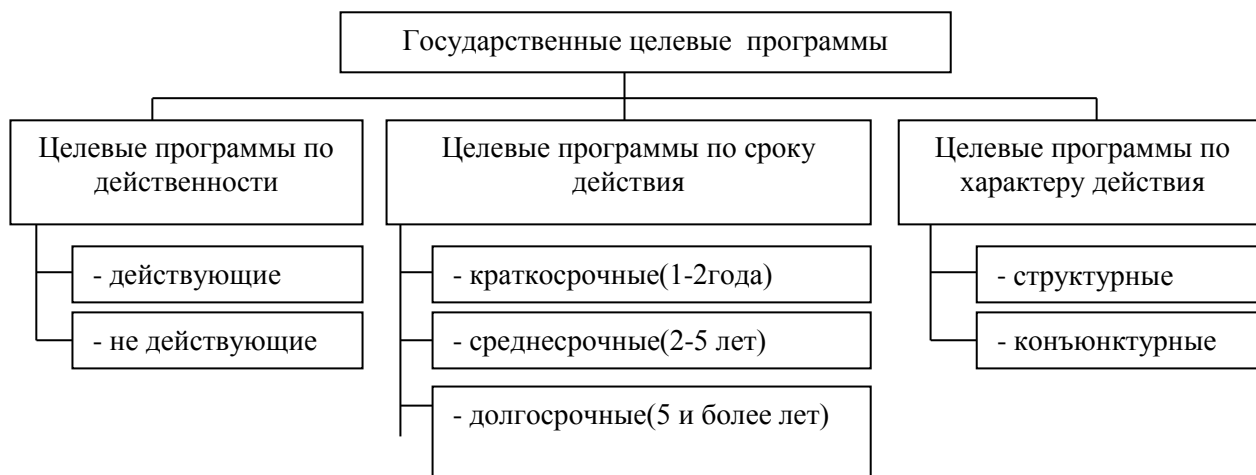 Государственные целевые программы
Целевые программы по
действенности
- действующие
- не действующие
Целевые программы по сроку
действия
- краткосрочные(1-2года)
- среднесрочные(2-5 лет)
- долгосрочные(5 и более лет)
Целевые программы по
характеру действия
- структурные
- конъюнктурные